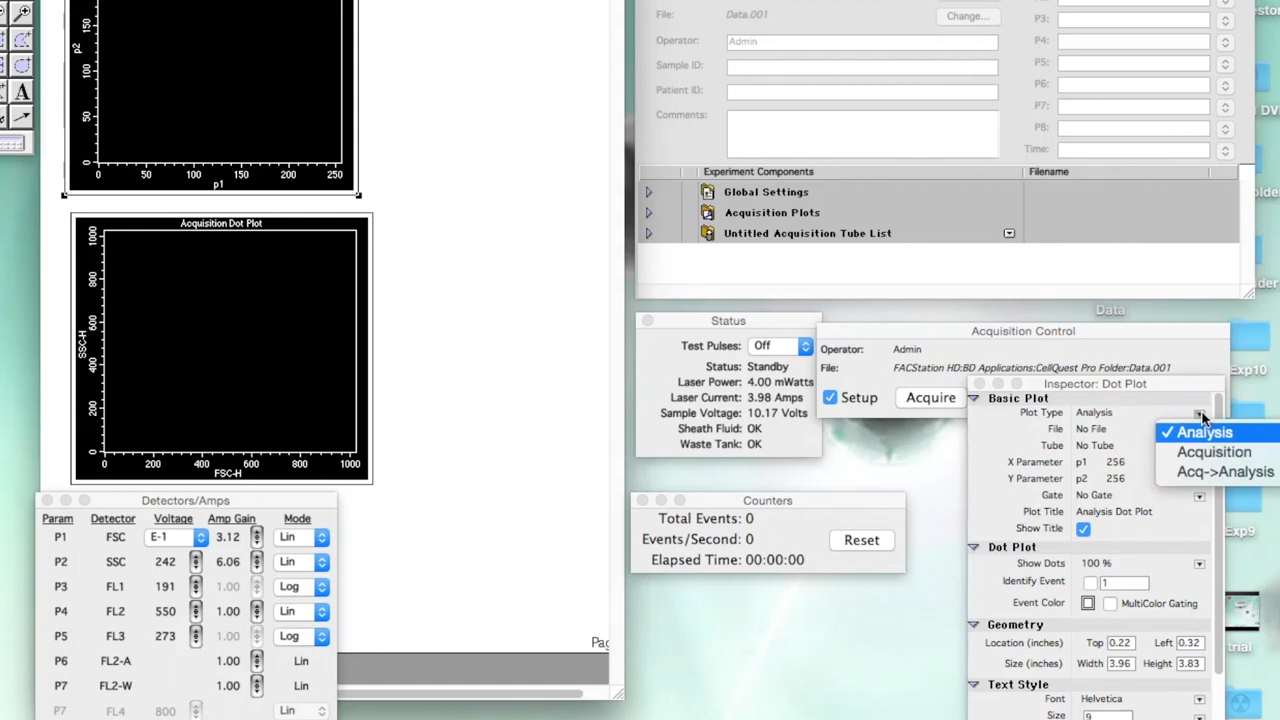 A
p2
0 50 100 150
0 50 100 150 200 250
p1
Acquisition Dot Plot
SSC-H
0 200 400 600 800 1000
0 200 400 600 800 1000
FSC-H
Pag
Detectors/Amps
Param Detector Voltage Amp Gain Mode
P1 FSC E-1 3.12 Lin
P2 SSC 242 6.06 Lin
P3 FL1 191 1.00 Log
P4 FL2 550 1.00 Lin
P5 FL3 273 1.00 Log
P6 FL2-A 1.00 Lin
P7 FL2-W 1.00 Lin
P7 FL4 800 Lin
File: Data.001 Change...
Operator: Admin
Sample ID:
Patient ID:
Comments:
P3:
P4:
P5:
P6:
P7:
P8:
Time:
Experiment Components Filename
Global Settings
Acquisition Plots
Untitled Acquisition Tube List
Data
Status
Test Pulses: Off
Status: Standby
Laser Power: 4.00 mWatts
Laser Current: 3.98 Amps
Sample Voltage: 10.17 Volts
Sheath Fluid: OK
Waste Tank: OK
Acquisition Control
Operator: Admin
File: FACStation HD:BD Applications:CellQuest Pro Folder:Data.001
Setup Acquire
Counters
Total Events: 0
Events/Second: 0
Elapsed Time: 00:00:00
Reset
Inspector: Dot Plot
Basic Plot
Plot Type Analysis
File No File
Tube No Tube
X Parameter p1 256
Y Parameter p2 256
Gate No Gate
Plot Title Analysis Dot Plot
Show Title
✓ Analysis
Acquisition
Acq->Analysis
Dot Plot
Show Dots 100 %
Identify Event 1
Event Color MultiColor Gating
Geometry
Location (inches) Top 0.22 Left 0.32
Size (inches) Width 3.96 Height 3.83
Text Style
Font Helvetica
Size 9
Exp10
Exp9
trial